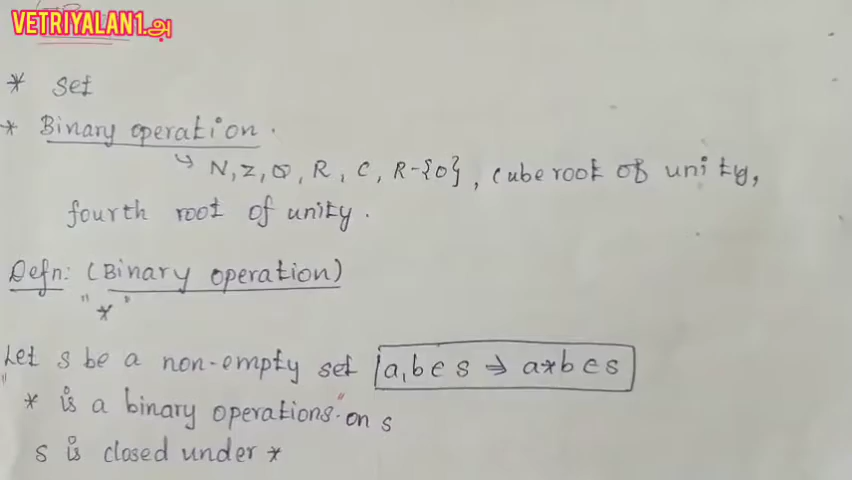 VETRIYALAN1.அ
* Set
* Binary operation.
↳ N, Z, Q, R, C, R-{0}, cube root of unity,
fourth root of unity.
Defn: (Binary operation)
"*"
Let S be a non-empty set / a, b ∈ S ⇒ a*b ∈ S
" * is a binary operations" on S
S is closed under *